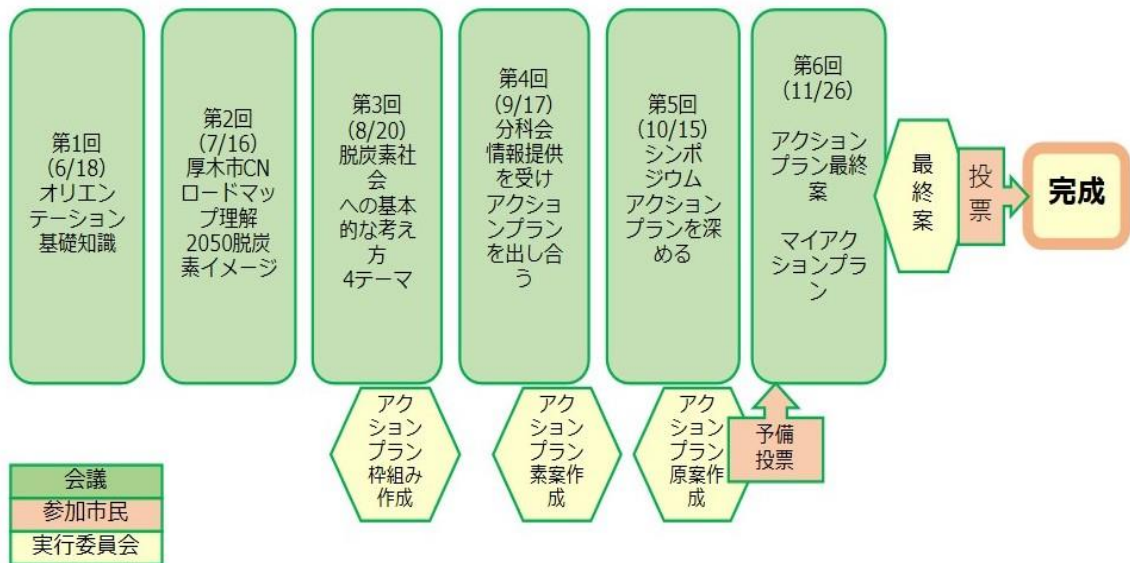 第1回
(6/18)
オリエン
テーション
基礎知識
第2回
(7/16)
厚木市CN
ロードマッ
プ理解
2050脱炭
素イメージ
第3回
(8/20)
脱炭素社
会
への基本
的な考え
方
4テーマ
第4回
(9/17)
分科会
情報提供
を受け
アクショ
ンプラン
を出し合
う
第5回
(10/15)
シンポ
ジウム
アクション
プランを深
める
第6回
(11/26)
アクション
プラン最終
案
マイアク
ションプラ
ン
最
終
案
投
票
完成
アク
ション
プラン
枠組み
作成
アク
ション
プラン
素案作
成
アク
ション
プラン
原案作
成
予備
投票
会議
参加市民
実行委員会